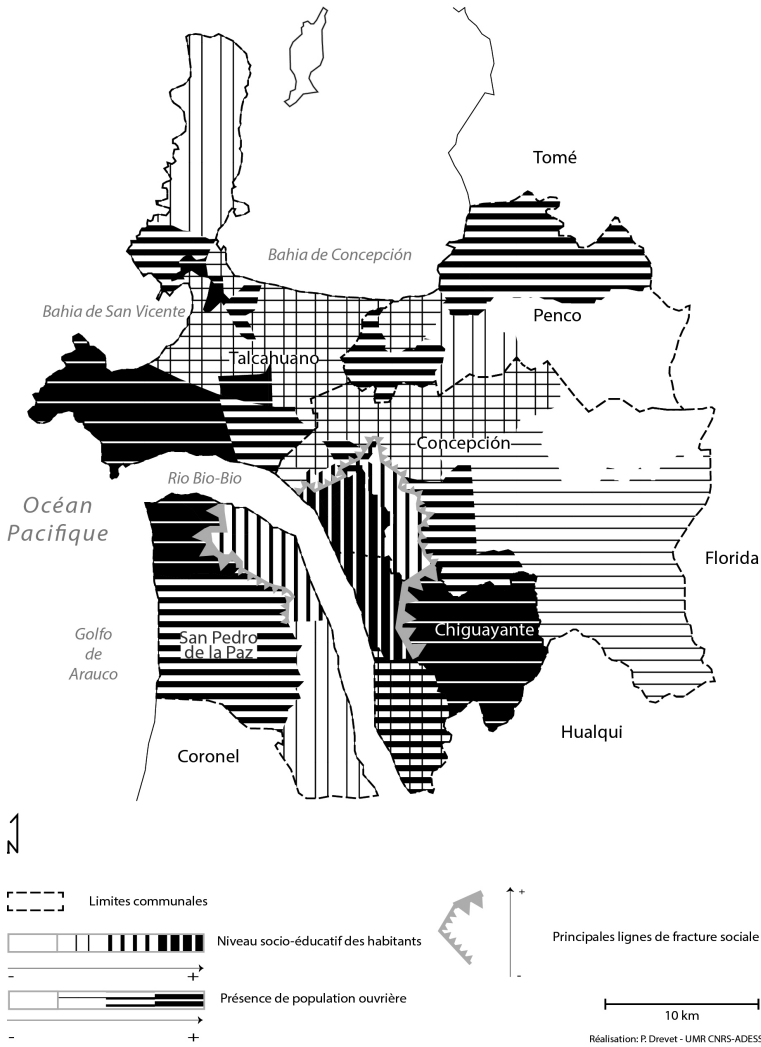 Tomé
Bahia de Concepción
Bahia de San Vicente
Penco
Talcahuano
Concepción
Rio Bio-Bio
Océan
Pacifique
Florida
Golfo
de
Arauco
San Pedro
de la Paz
Chiguayante
Hualqui
Coronel
N
Limites communales
Niveau socio-éducatif des habitants
- +
Présence de population ouvrière
- +
+
Principales lignes de fracture sociale
-
10 km
Réalisation: P. Drevet - UMR CNRS-ADESS